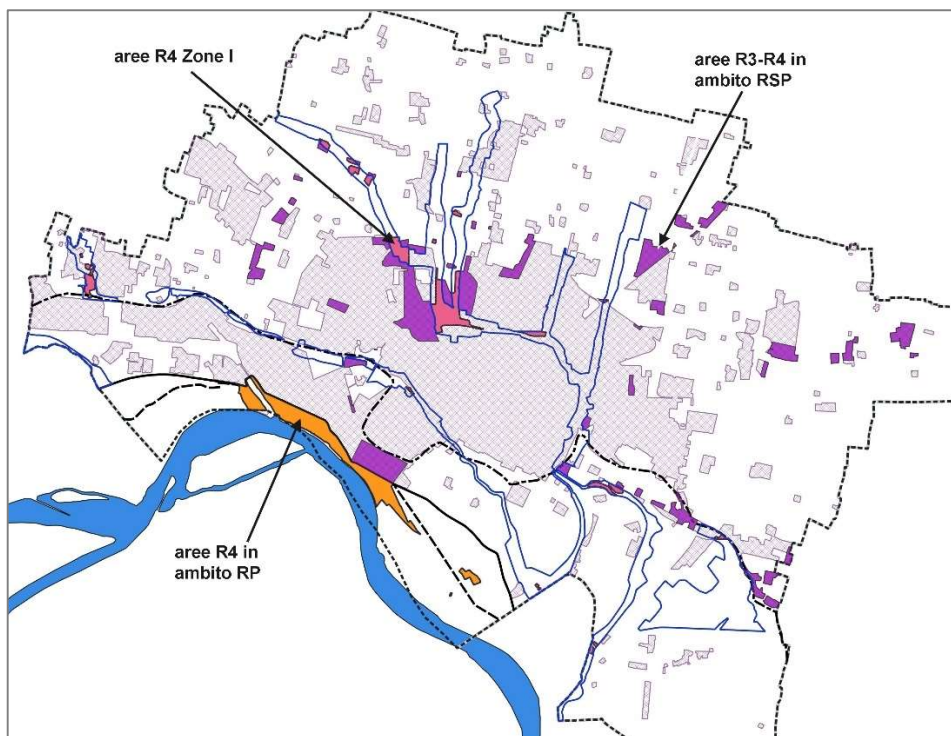 aree R4 Zone I
aree R3-R4 in
ambito RSP
aree R4 in
ambito RP